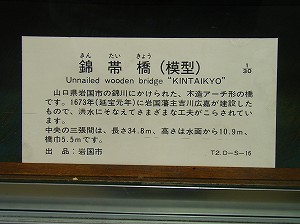 きん たい きょう
錦 帯 橋 (模型) 1/30
Unnailed wooden bridge "KINTAIKYO"
山口県岩国市の錦川にかけられた、木造アーチ形の橋
です。1673年(延宝元年)に岩国藩主吉川広嘉が建設したも
ので、洪水にそなえてさまざまな工夫がこらされてい
ます。
中央の三張間は、長さ34.8m、高さは水面から10.9m、
橋巾5.5mです。
出 品：岩国市
T2.D-S-16